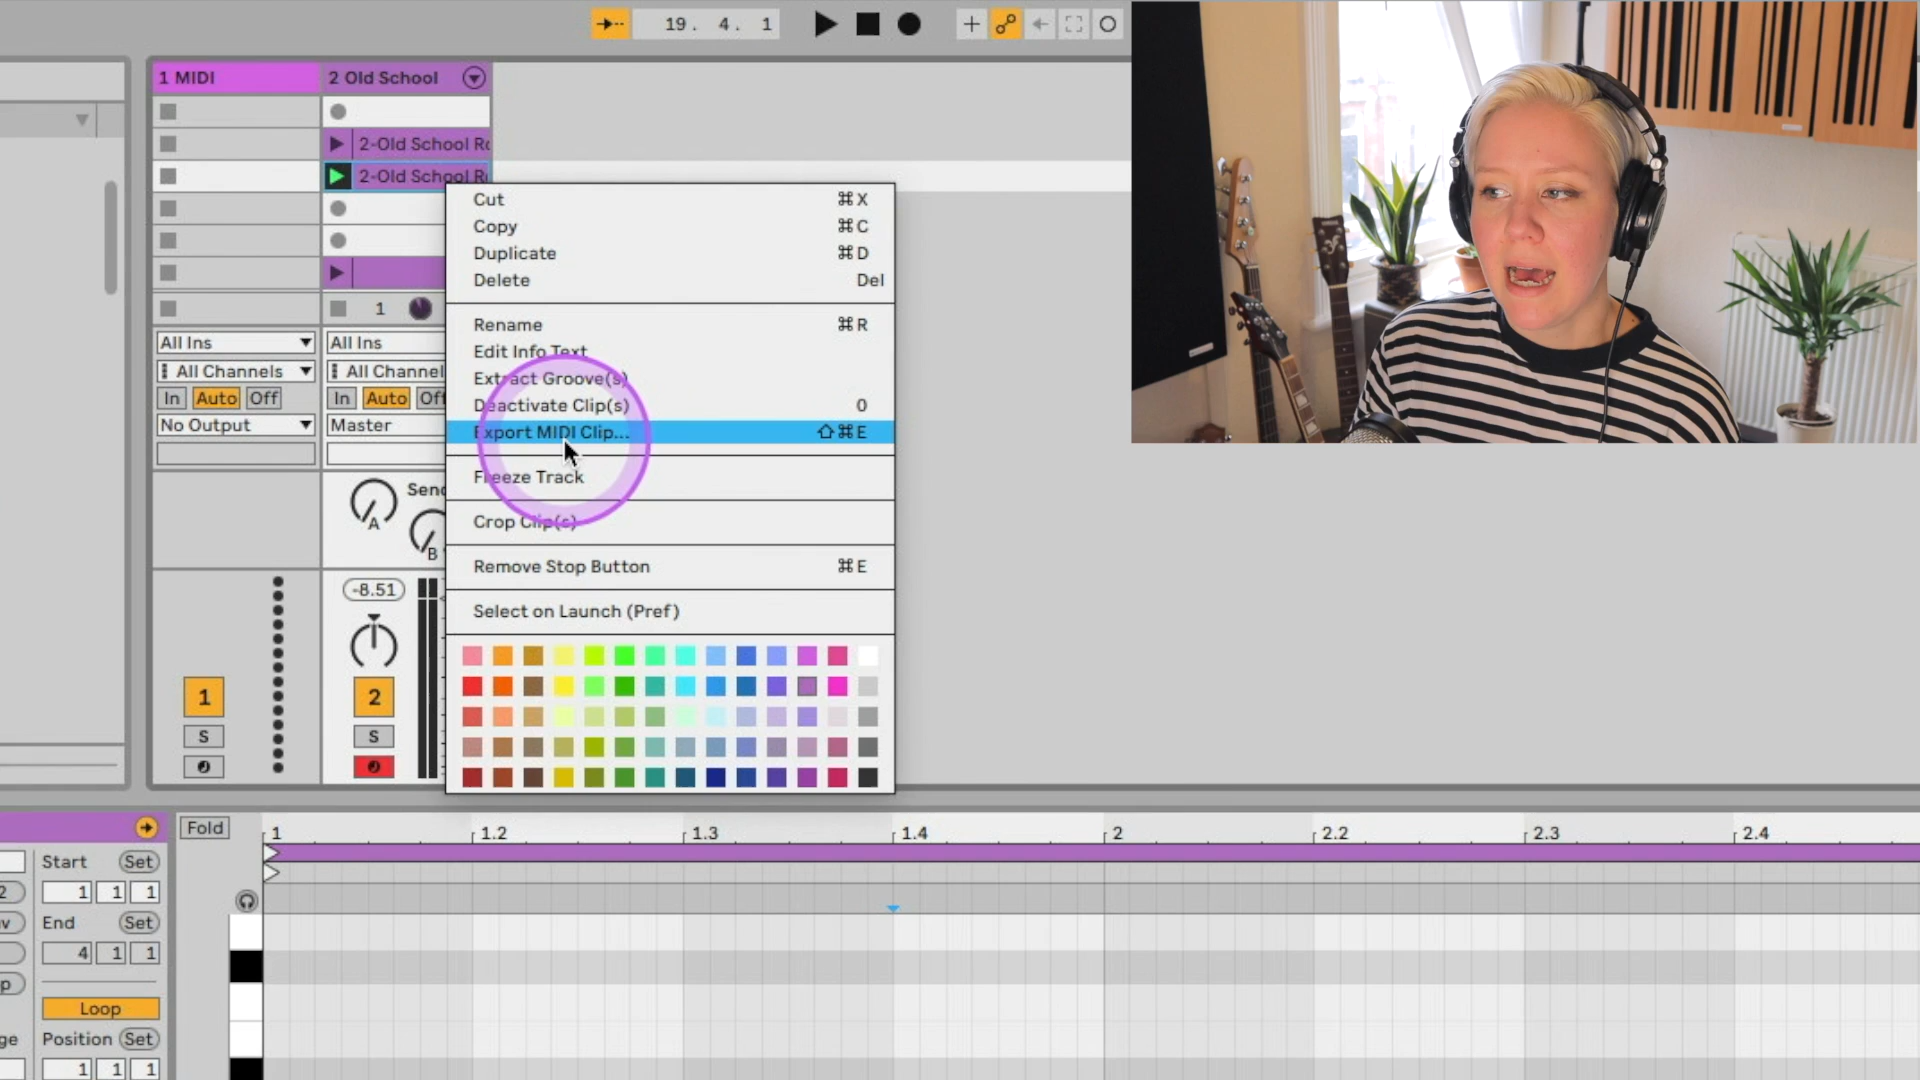 19. 4. 1
1 MIDI
2 Old School
2-Old School Ro
2-Old School R
1
All Ins
All Ins
All Channels
All Channel
In Auto Off
In Auto Off
No Output
Master
Send
A
B
-8.51
1
2
S
S
Cut ⌘X
Copy ⌘C
Duplicate ⌘D
Delete Del
Rename ⌘R
Edit Info Text
Extract Groove(s)
Deactivate Clip(s) 0
Export MIDI Clip... ⇧⌘E
Freeze Track
Crop Clip(s)
Remove Stop Button ⌘E
Select on Launch (Pref)
Fold
1 1.2 1.3 1.4 2 2.2 2.3 2.4
Start Set
1 1 1
End Set
4 1 1
Loop
Position Set
1 1 1